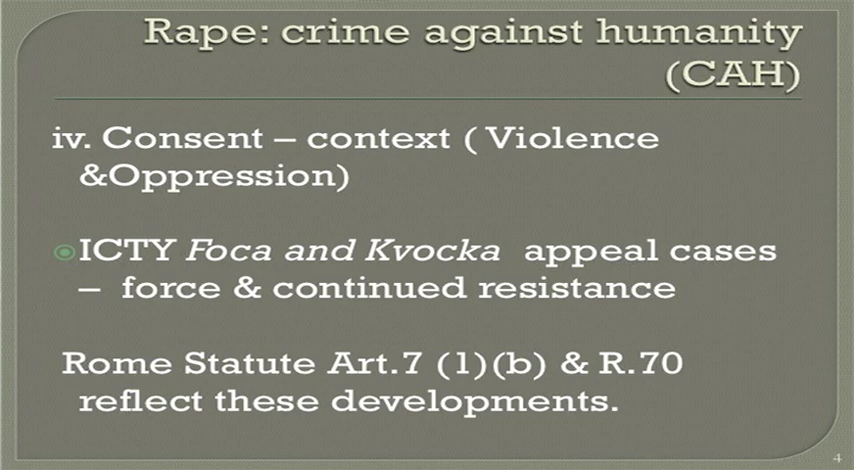 Rape: crime against humanity
(CAH)
iv. Consent – context ( Violence
&Oppression)
ICTY Foca and Kvocka appeal cases
– force & continued resistance
Rome Statute Art.7 (1)(b) & R.70
reflect these developments.
4